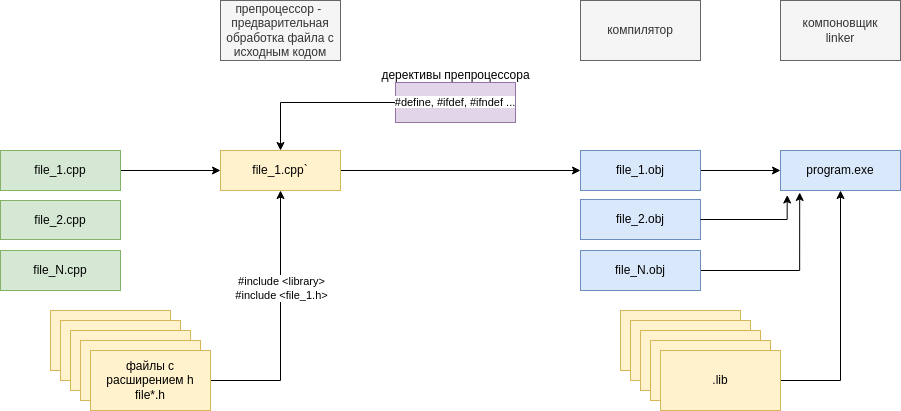 препроцессор -
предварительная
обработка файла с
исходным кодом
компилятор
компоновщик
linker
дерективы препроцессора
#define, #ifdef, #ifndef ...
file_1.cpp
file_1.cpp`
file_1.obj
program.exe
file_2.cpp
file_2.obj
file_N.cpp
file_N.obj
#include <library>
#include <file_1.h>
файлы с
расширением h
file*.h
.lib